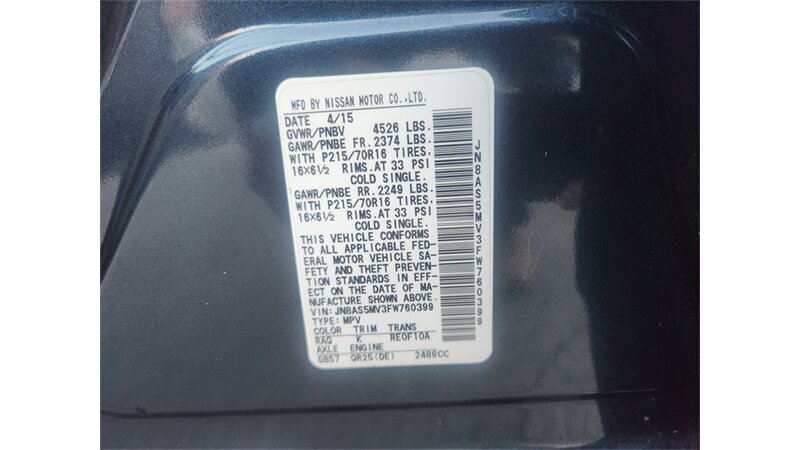 MFD BY NISSAN MOTOR CO.,LTD.
DATE 4/15
GVWR/PNBV 4526 LBS.
GAWR/PNBE FR.2374 LBS.
WITH P215/70R16 TIRES.
16X6½ RIMS.AT 33 PSI
COLD SINGLE.
GAWR/PNBE RR.2249 LBS.
WITH P215/70R16 TIRES.
16X6½ RIMS.AT 33 PSI
COLD SINGLE.
THIS VEHICLE CONFORMS
TO ALL APPLICABLE FED-
ERAL MOTOR VEHICLE SA-
FETY AND THEFT PREVEN-
TION STANDARDS IN EFF-
ECT ON THE DATE OF MA-
NUFACTURE SHOWN ABOVE.
VIN:JN8AS5MV3FW760399
TYPE:MPV
COLOR TRIM TRANS
RAQ K RE0F10A
AXLE ENGINE
GB57 QR25(DE) 2488CC
JN8AS5MV3FW760399